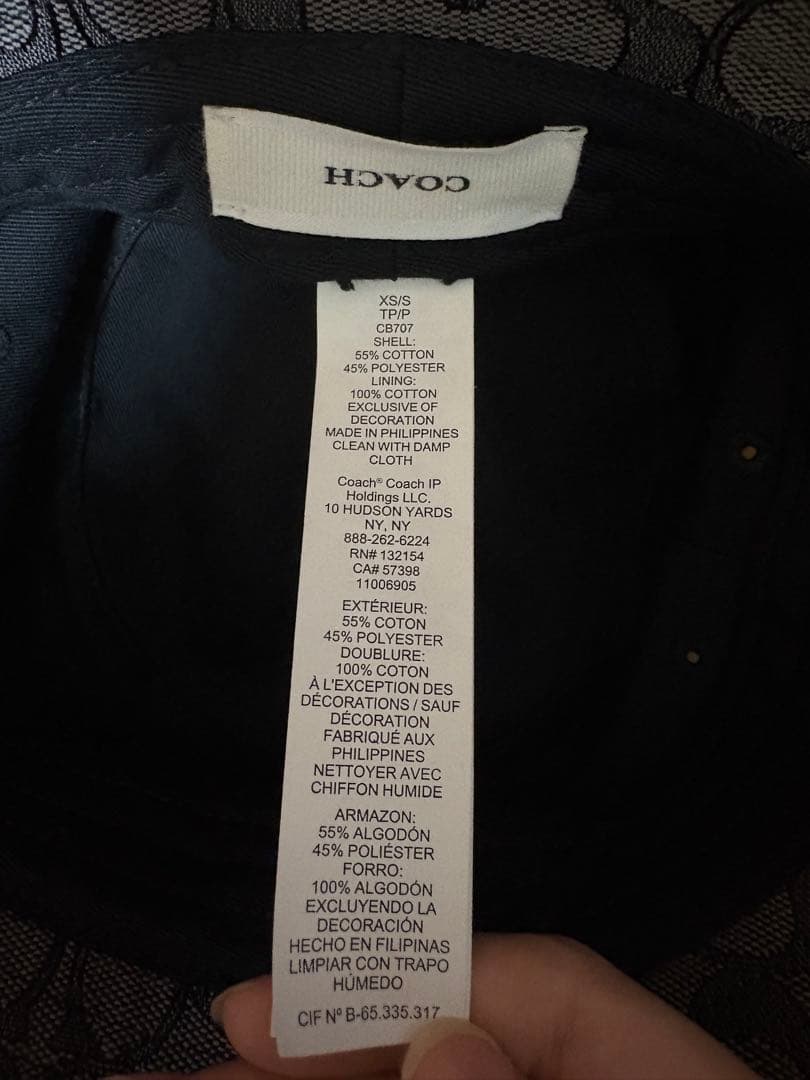 COACH
XS/S
TP/P
CB707
SHELL:
55% COTTON
45% POLYESTER
LINING:
100% COTTON
EXCLUSIVE OF
DECORATION
MADE IN PHILIPPINES
CLEAN WITH DAMP
CLOTH
Coach® Coach IP
Holdings LLC.
10 HUDSON YARDS
NY, NY
888-262-6224
RN# 132154
CA# 57398
11006905
EXTÉRIEUR:
55% COTON
45% POLYESTER
DOUBLURE:
100% COTON
À L'EXCEPTION DES
DÉCORATIONS / SAUF
DÉCORATION
FABRIQUÉ AUX
PHILIPPINES
NETTOYER AVEC
CHIFFON HUMIDE
ARMAZON:
55% ALGODÓN
45% POLIÉSTER
FORRO:
100% ALGODÓN
EXCLUYENDO LA
DECORACIÓN
HECHO EN FILIPINAS
LIMPIAR CON TRAPO
HÚMEDO
CIF Nº B-65.335.317